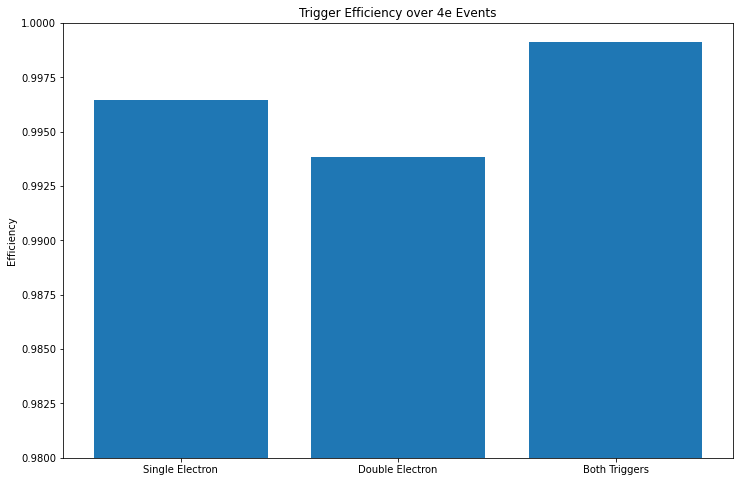 Trigger Efficiency over 4e Events
1.0000
0.9975
0.9950
0.9925
0.9900
0.9875
0.9850
0.9825
0.9800
Efficiency
Single Electron
Double Electron
Both Triggers